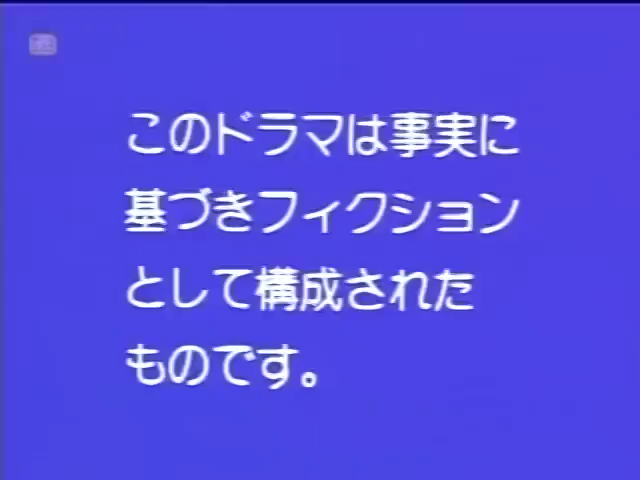 このドラマは事実に
基づきフィクション
として構成された
ものです。